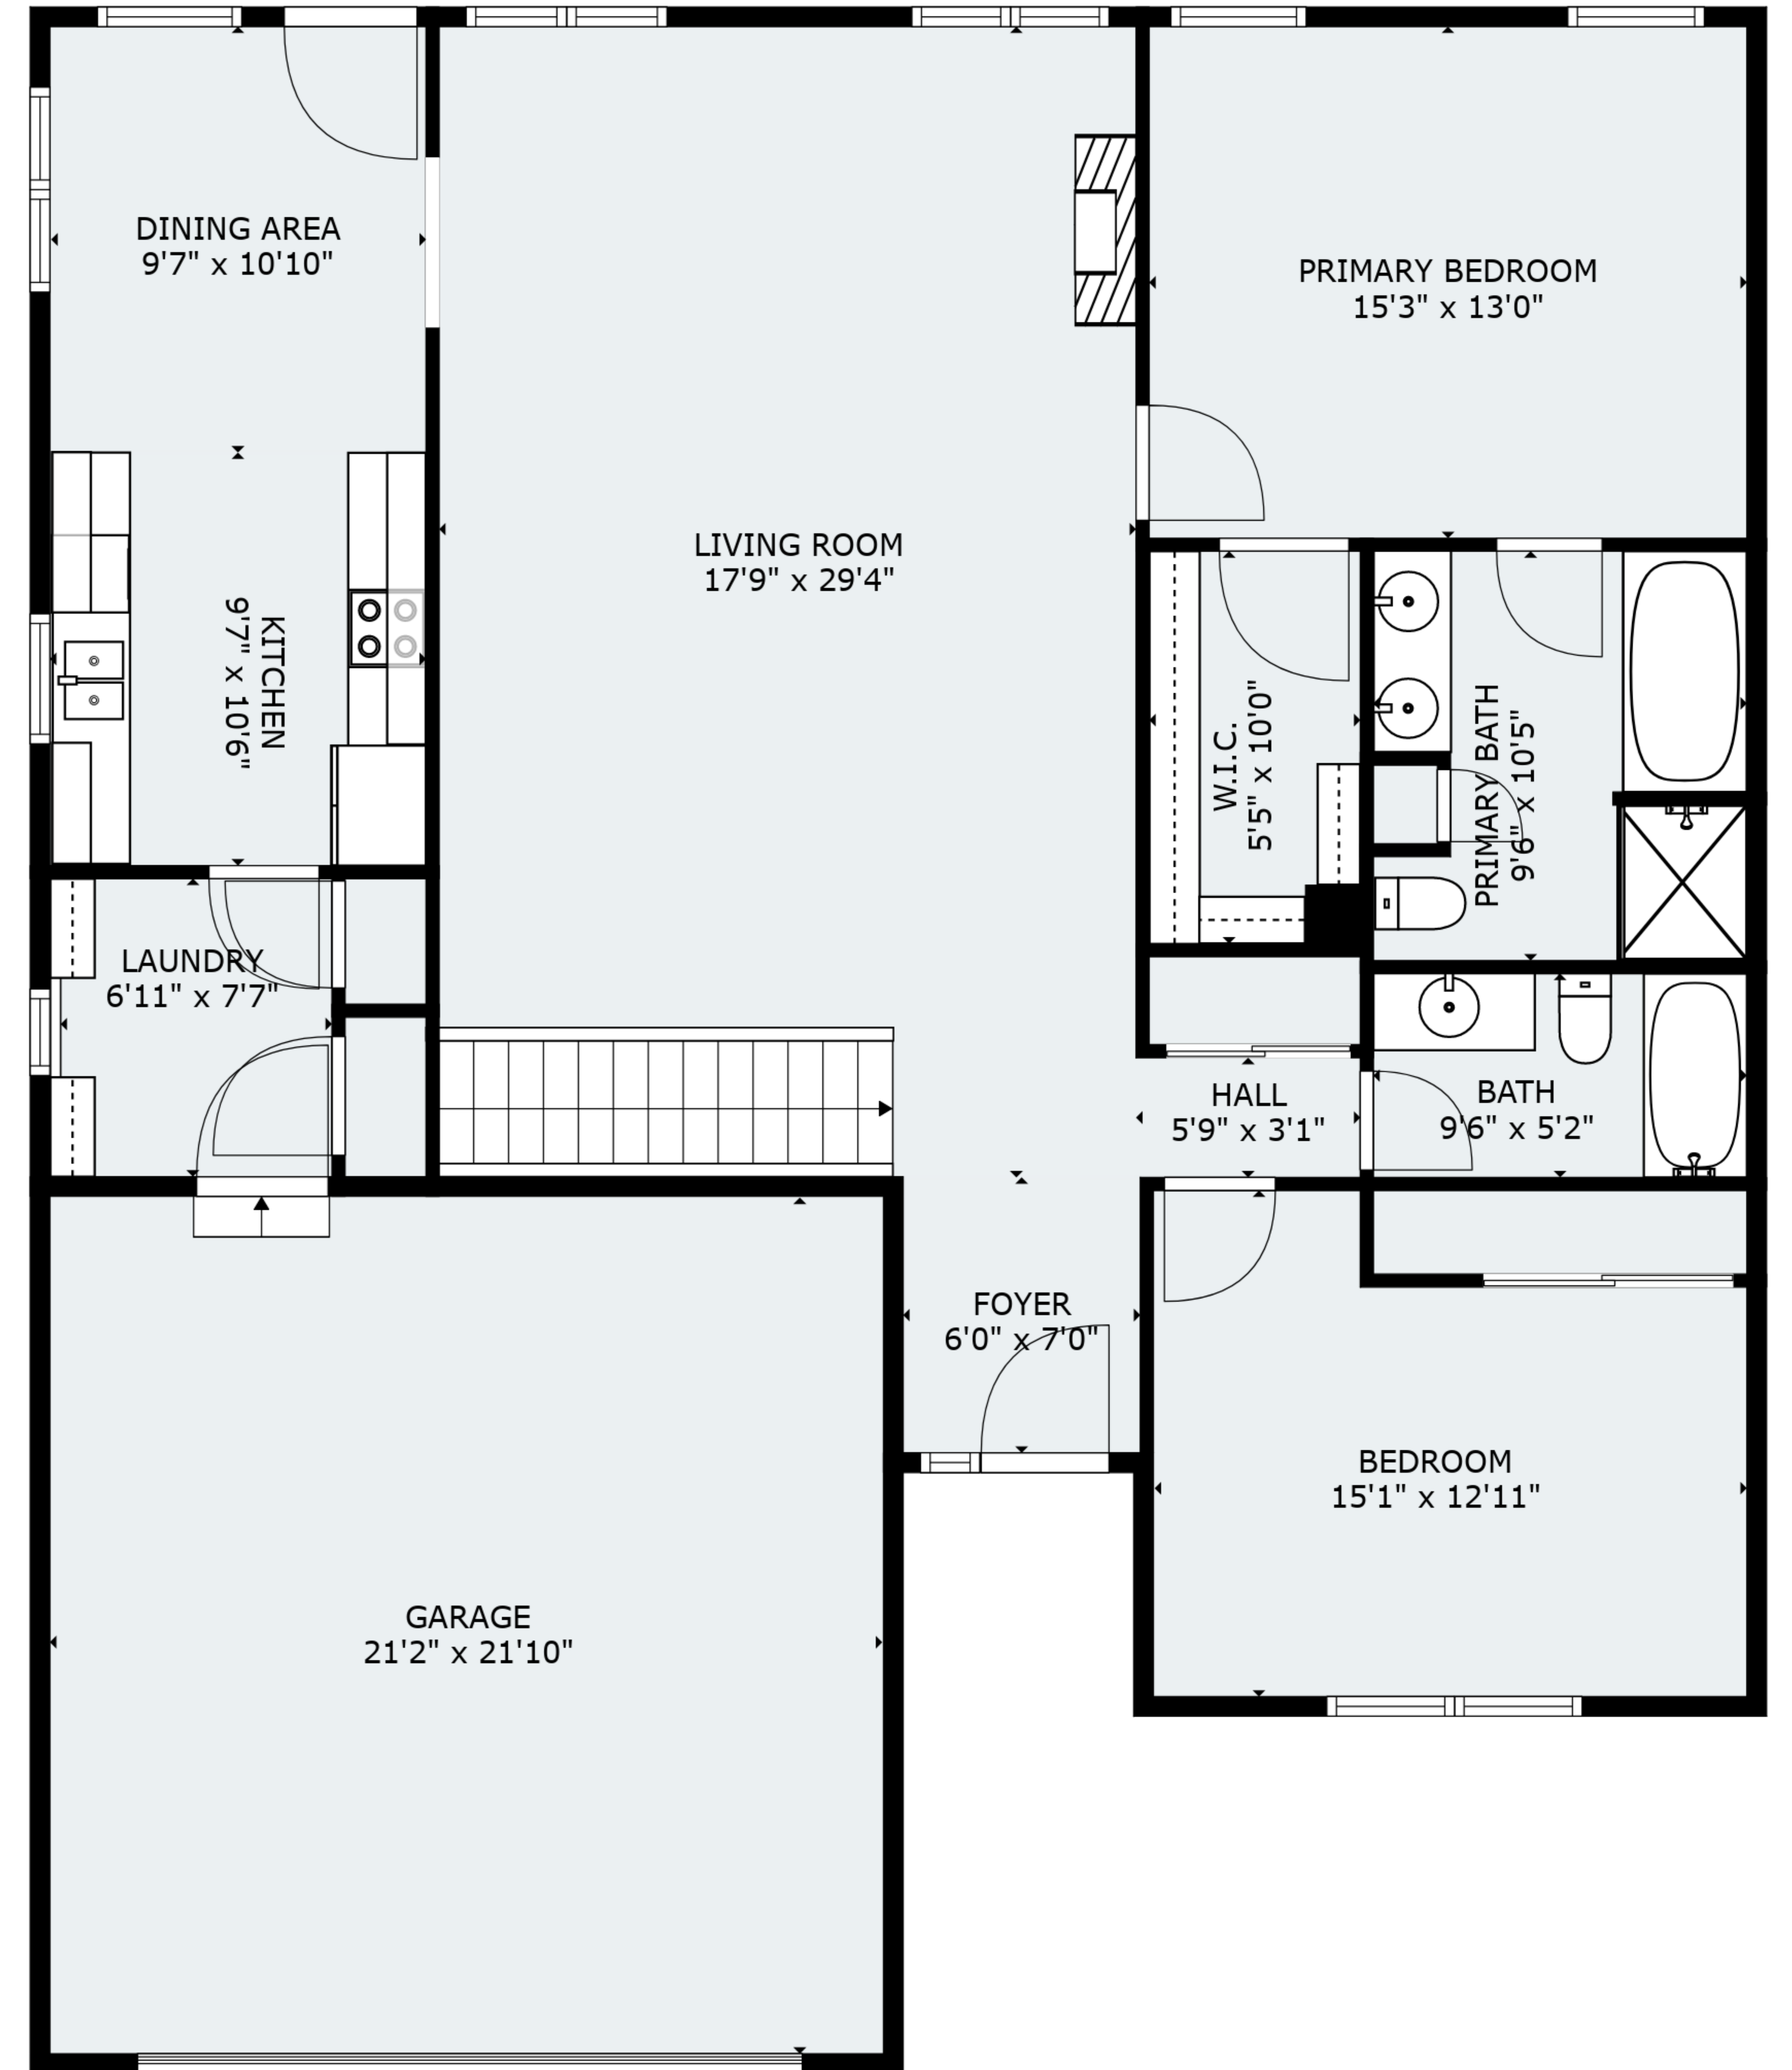 DINING AREA
9'7" x 10'10"
PRIMARY BEDROOM
15'3" x 13'0"
LIVING ROOM
17'9" x 29'4"
KITCHEN
9'7" x 10'6"
W.I.C.
5'5" x 10'0"
PRIMARY BATH
9'6" x 10'5"
LAUNDRY
6'11" x 7'7"
HALL
5'9" x 3'1"
BATH
9'6" x 5'2"
FOYER
6'0" x 7'0"
BEDROOM
15'1" x 12'11"
GARAGE
21'2" x 21'10"